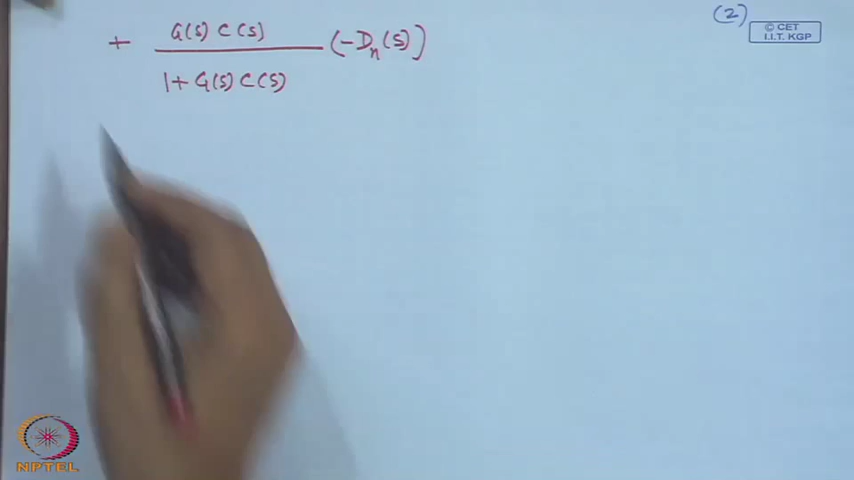 (2)
© CET
I.I.T. KGP
+ G(s) C(s) / 1 + G(s) C(s) (-Dₙ(s))
NPTEL